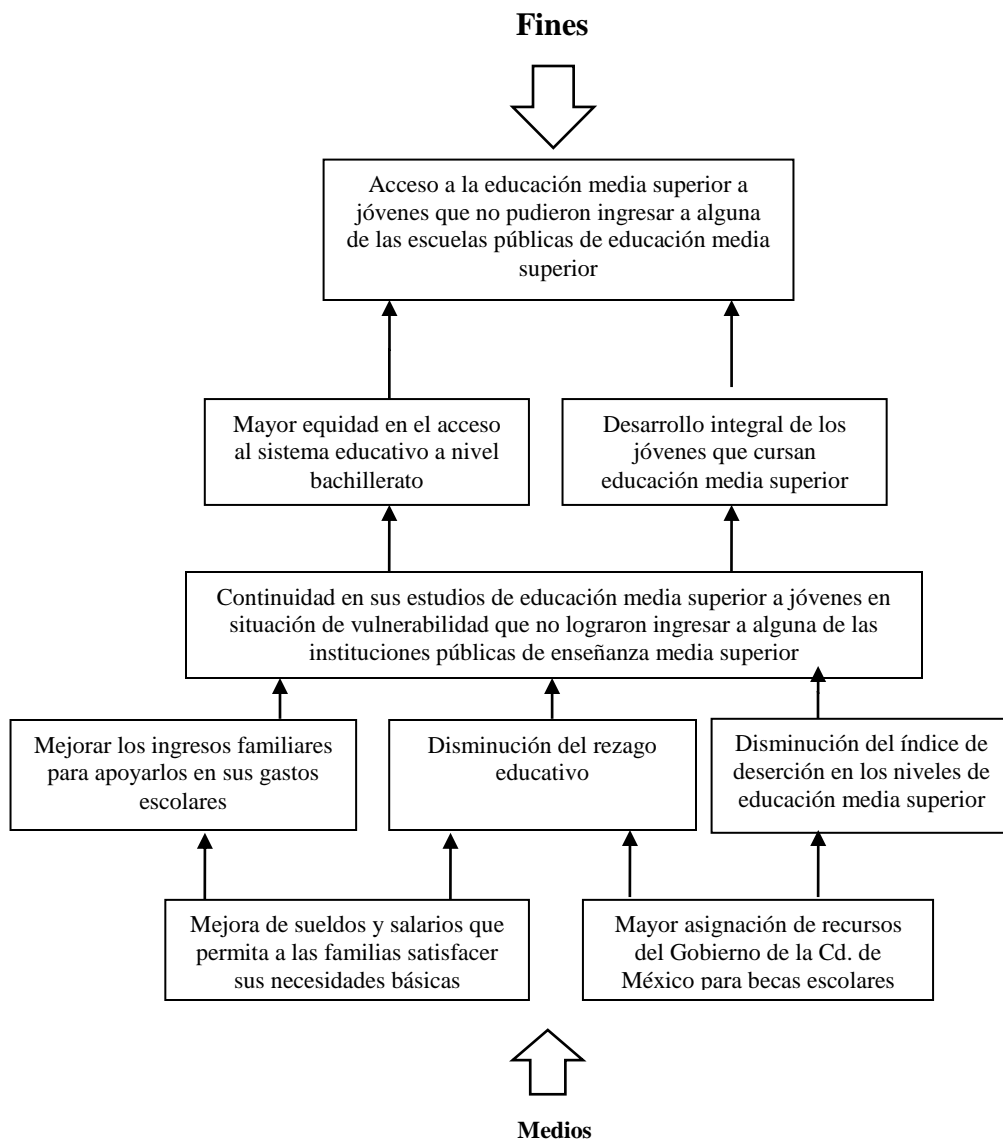 Fines
Acceso a la educación media superior a
jóvenes que no pudieron ingresar a alguna
de las escuelas públicas de educación media
superior
Mayor equidad en el acceso
al sistema educativo a nivel
bachillerato
Desarrollo integral de los
jóvenes que cursan
educación media superior
Continuidad en sus estudios de educación media superior a jóvenes en
situación de vulnerabilidad que no lograron ingresar a alguna de las
instituciones públicas de enseñanza media superior
Mejorar los ingresos familiares
para apoyarlos en sus gastos
escolares
Disminución del rezago
educativo
Disminución del índice de
deserción en los niveles de
educación media superior
Mejora de sueldos y salarios que
permita a las familias satisfacer
sus necesidades básicas
Mayor asignación de recursos
del Gobierno de la Cd. de
México para becas escolares
Medios